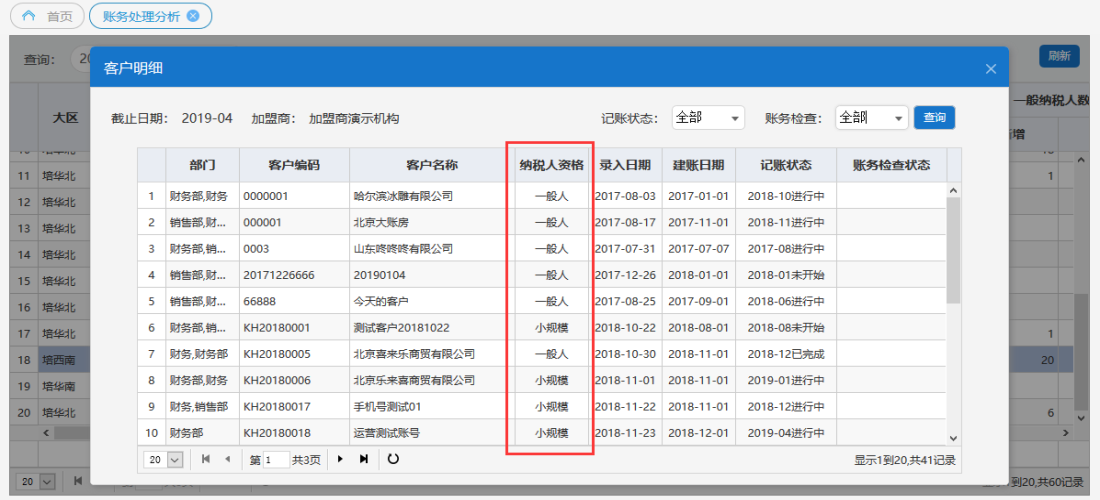 首页 账务处理分析
查询： 20 刷新
客户明细
大区 一般纳税人数
增
截止日期： 2019-04 加盟商： 加盟商演示机构 记账状态： 全部 账务检查： 全部 查询
部门 客户编码 客户名称 纳税人资格 录入日期 建账日期 记账状态 账务检查状态
1 财务部,财务 0000001 哈尔滨冰雕有限公司 一般人 2017-08-03 2017-01-01 2018-10进行中
2 销售部,财... 000001 北京大账房 一般人 2017-08-17 2017-11-01 2018-11进行中
3 财务部,销... 0003 山东咚咚咚有限公司 一般人 2017-07-31 2017-07-07 2017-08进行中
4 销售部,财... 20171226666 20190104 一般人 2017-12-26 2018-01-01 2018-01未开始
5 销售部,财... 66888 今天的客户 一般人 2017-08-25 2017-09-01 2018-06进行中
6 财务部,销... KH20180001 测试客户20181022 小规模 2018-10-22 2018-08-01 2018-08未开始
7 财务,财务部 KH20180005 北京喜来乐商贸有限公司 一般人 2018-10-30 2018-11-01 2018-12已完成
8 财务部,财务 KH20180006 北京乐来喜商贸有限公司 小规模 2018-11-01 2018-11-01 2019-01进行中
9 财务,销售部 KH20180017 手机号测试01 小规模 2018-11-22 2018-11-01 2018-12进行中
10 财务部 KH20180018 运营测试账号 小规模 2018-11-23 2018-12-01 2019-04进行中
20 第 1 共3页 显示1到20,共41记录
11 培华北 1
12 培华北
13 培华北
14 培华北
15 培华北
16 培华北
17 培华北 1
18 培西南 20
19 培华南
20 培华北 6
20 到20,共60记录